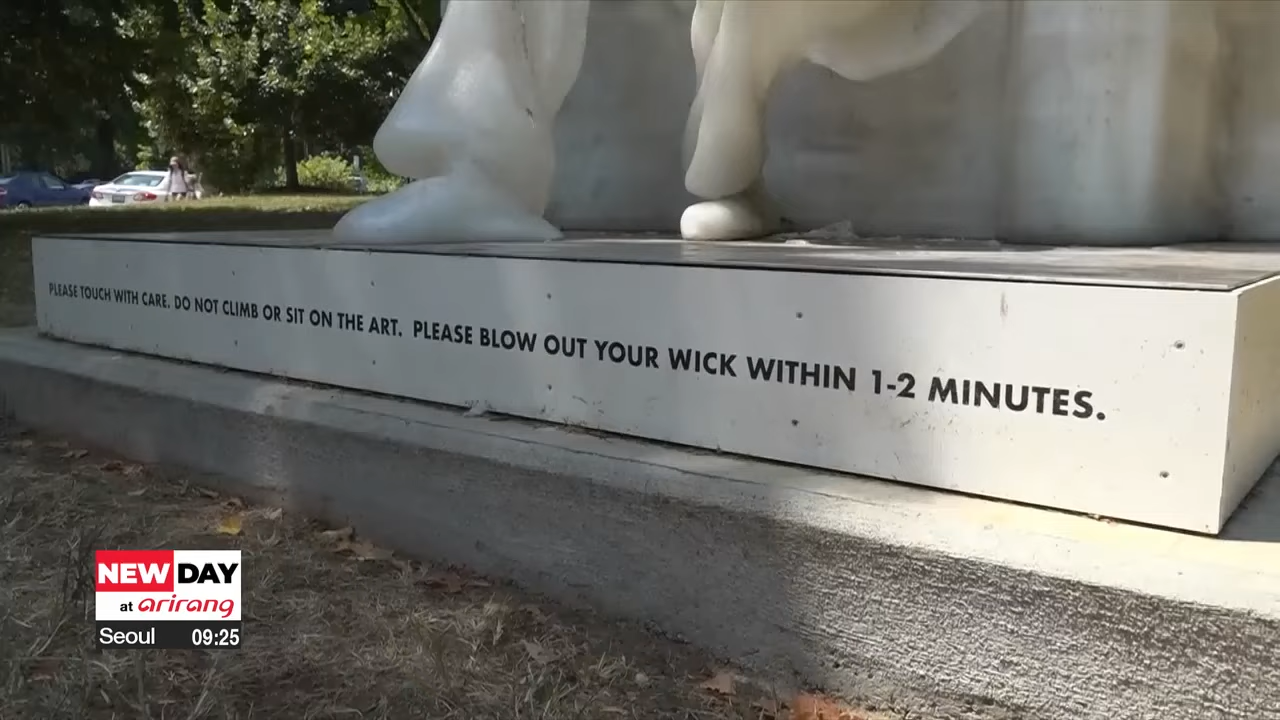 PLEASE TOUCH WITH CARE. DO NOT CLIMB OR SIT ON THE ART. PLEASE BLOW OUT YOUR WICK WITHIN 1-2 MINUTES.
NEW DAY
at arirang
Seoul 09:25